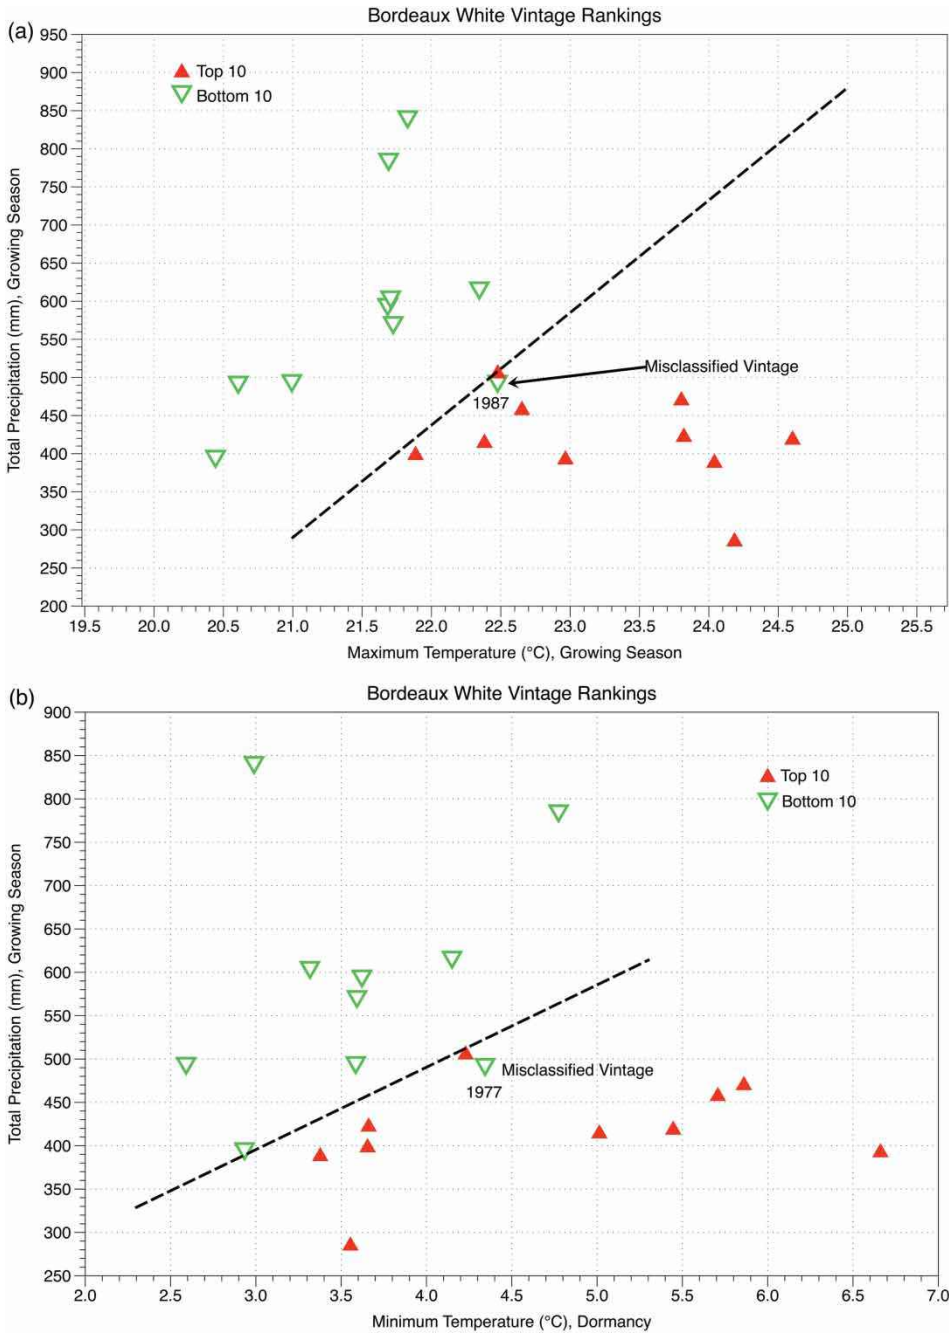 Bordeaux White Vintage Rankings
(a)
950
900
850
800
750
700
650
600
550
500
450
400
350
300
250
200
Total Precipitation (mm), Growing Season
Top 10
Bottom 10
Misclassified Vintage
1987
19.5 20.0 20.5 21.0 21.5 22.0 22.5 23.0 23.5 24.0 24.5 25.0 25.5
Maximum Temperature (°C), Growing Season
Bordeaux White Vintage Rankings
(b)
900
850
800
750
700
650
600
550
500
450
400
350
300
250
Total Precipitation (mm), Growing Season
Top 10
Bottom 10
Misclassified Vintage
1977
2.0 2.5 3.0 3.5 4.0 4.5 5.0 5.5 6.0 6.5 7.0
Minimum Temperature (°C), Dormancy